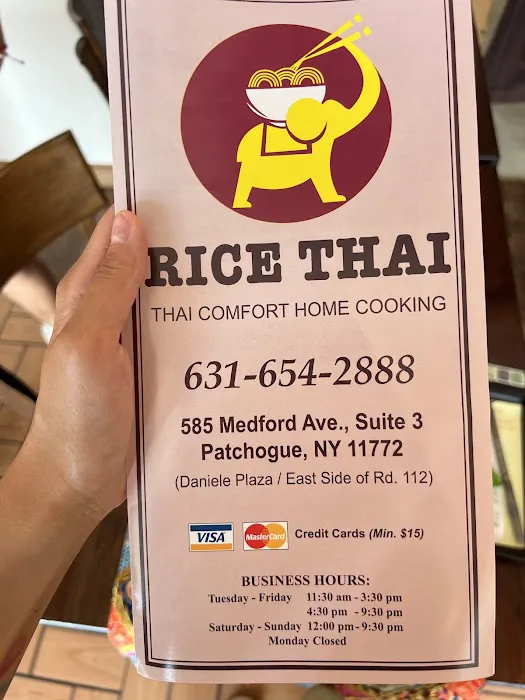 RICE THAI
THAI COMFORT HOME COOKING
631-654-2888
585 Medford Ave., Suite 3
Patchogue, NY 11772
(Daniele Plaza / East Side of Rd. 112)
VISA MasterCard Credit Cards (Min. $15)
BUSINESS HOURS:
Tuesday - Friday 11:30 am - 3:30 pm
4:30 pm - 9:30 pm
Saturday - Sunday 12:00 pm - 9:30 pm
Monday Closed